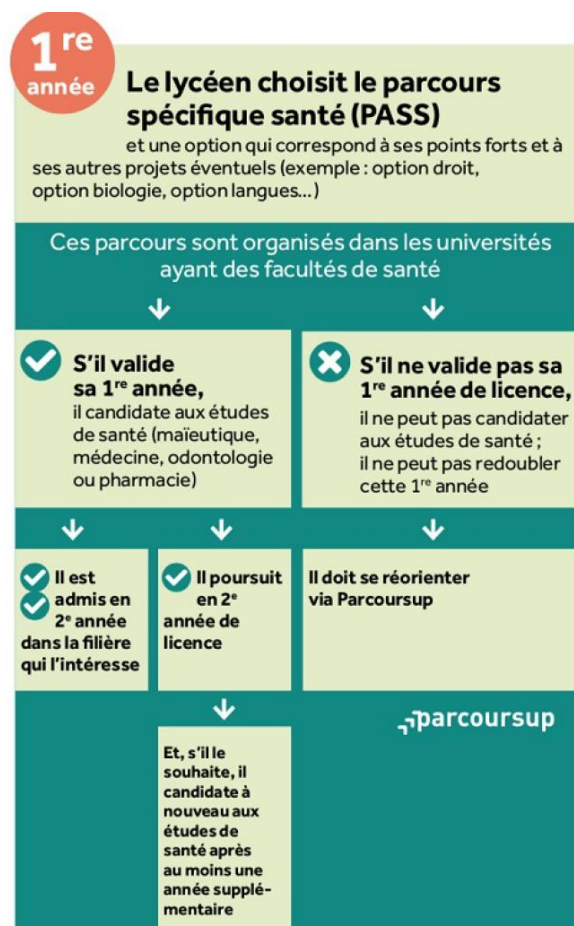 1re
année
Le lycéen choisit le parcours
spécifique santé (PASS)
et une option qui correspond à ses points forts et à
ses autres projets éventuels (exemple : option droit,
option biologie, option langues...)
Ces parcours sont organisés dans les universités
ayant des facultés de santé
S'il valide
sa 1re année,
il candidate aux études
de santé (maïeutique,
médecine, odontologie
ou pharmacie)
S'il ne valide pas sa
1re année de licence,
il ne peut pas candidater
aux études de santé ;
il ne peut pas redoubler
cette 1re année
Il est
admis en
2e année
dans la filière
qui l'intéresse
Il poursuit
en 2e
année de
licence
Il doit se réorienter
via Parcoursup
parcoursup
Et, s'il le
souhaite, il
candidate à
nouveau aux
études de
santé après
au moins une
année supplé-
mentaire